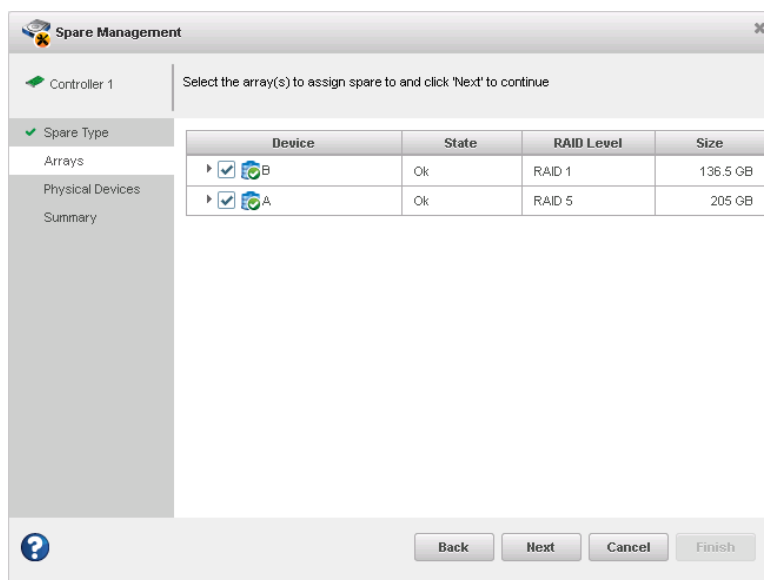 Spare Management
Controller 1
Select the array(s) to assign spare to and click 'Next' to continue
Spare Type
Arrays
Physical Devices
Summary
Device State RAID Level Size
B Ok RAID 1 136.5 GB
A Ok RAID 5 205 GB
? Back Next Cancel Finish